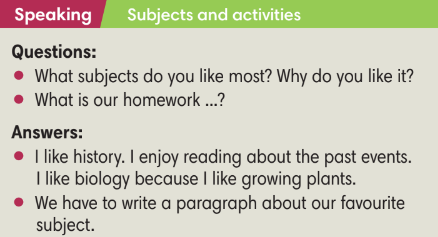 Speaking Subjects and activities
Questions:
• What subjects do you like most? Why do you like it?
• What is our homework ...?
Answers:
• I like history. I enjoy reading about the past events.
I like biology because I like growing plants.
• We have to write a paragraph about our favourite
subject.